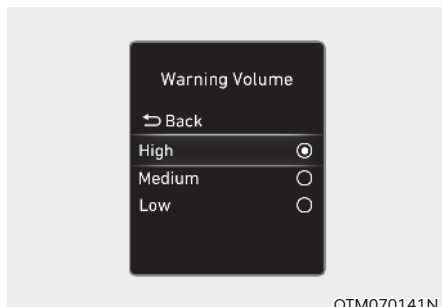 Warning Volume
Back
High
Medium
Low
OTM070141N